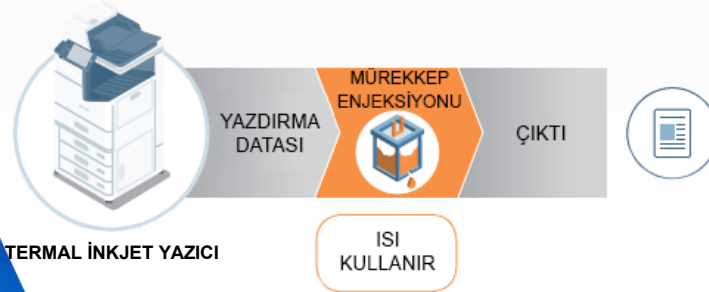 MÜREKKEP
ENJEKSİYONU
YAZDIRMA
DATASI
ÇIKTI
TERMAL İNKJET YAZICI
ISI
KULLANIR